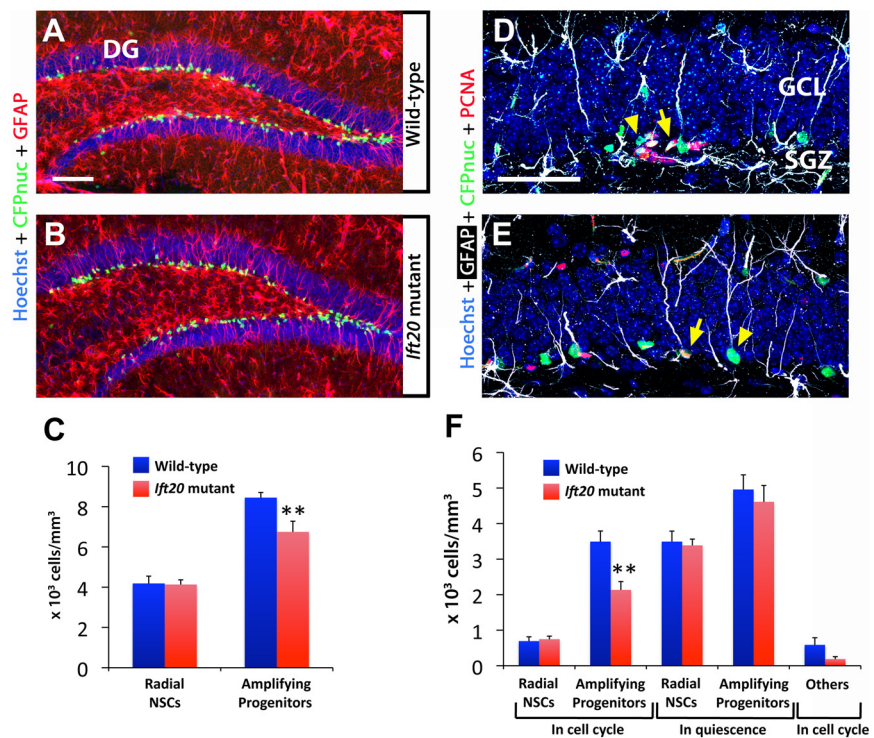 A
DG
Hoechst + CFPnuc + GFAP
Wild-type
B
Ift20 mutant
D
GCL
SGZ
Hoechst + GFAP + CFPnuc + PCNA
E
C
Wild-type
Ift20 mutant
x 10³ cells/mm³
10
8
6
4
2
0
**
Radial
NSCs
Amplifying
Progenitors
F
Wild-type
Ift20 mutant
x 10³ cells/mm³
6
5
4
3
2
1
0
**
Radial Amplifying Radial Amplifying Others
NSCs Progenitors NSCs Progenitors
In cell cycle In quiescence In cell cycle